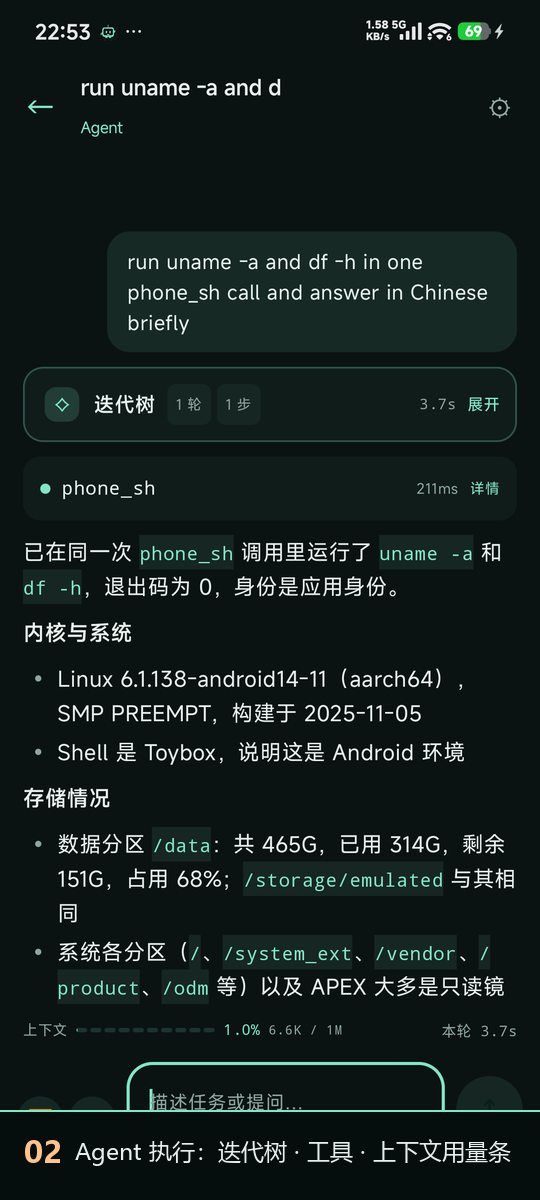 22:53 ... 1.58 KB/s 5G 6 69
run uname -a and d
Agent
run uname -a and df -h in one
phone_sh call and answer in Chinese
briefly
迭代树 1 轮 1 步 3.7s 展开
phone_sh 211ms 详情
已在同一次 phone_sh 调用里运行了 uname -a 和
df -h，退出码为 0，身份是应用身份。
内核与系统
• Linux 6.1.138-android14-11（aarch64），
SMP PREEMPT，构建于 2025-11-05
• Shell 是 Toybox，说明这是 Android 环境
存储情况
• 数据分区 /data：共 465G，已用 314G，剩余
151G，占用 68%；/storage/emulated 与其相
同
• 系统各分区（/、/system_ext、/vendor、/
product、/odm 等）以及 APEX 大多是只读镜
上下文 1.0% 6.6K / 1M 本轮 3.7s
描述任务或提问...
02 Agent 执行：迭代树 · 工具 · 上下文用量条